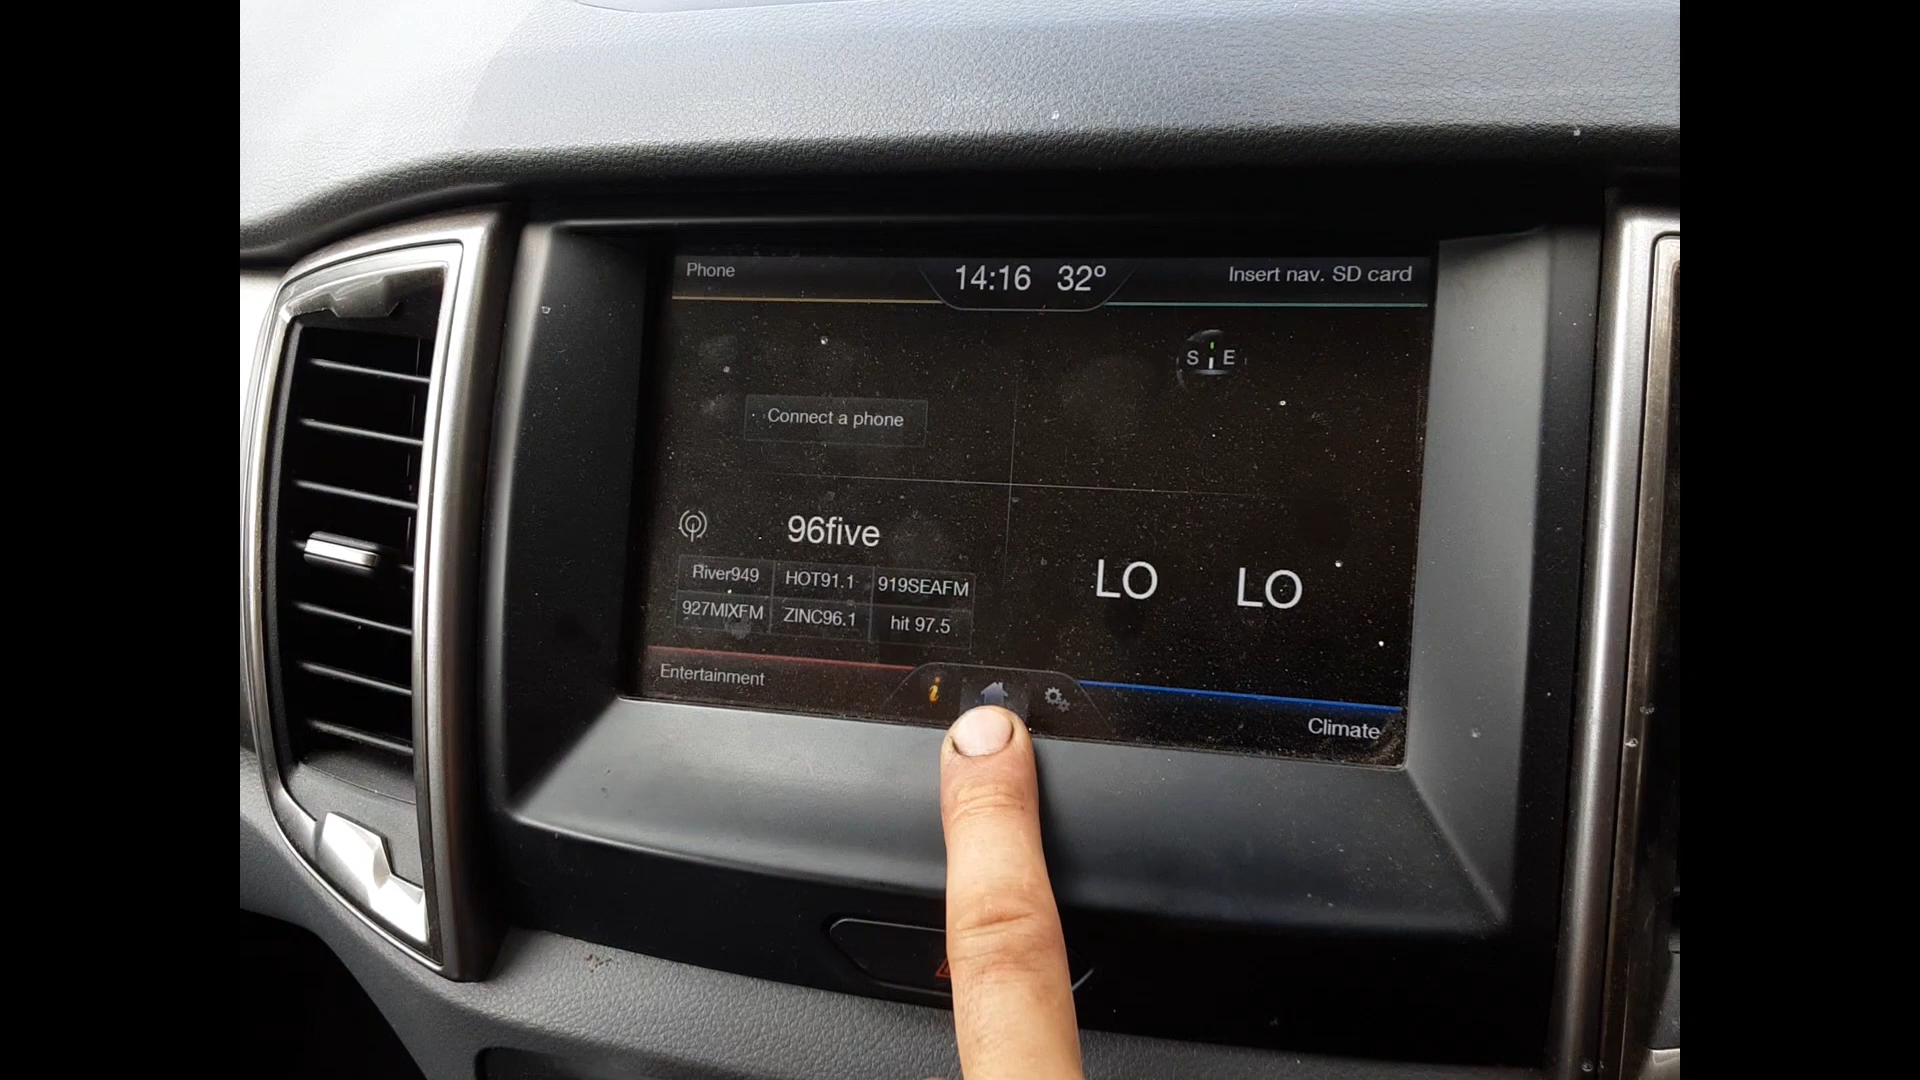 Phone
14:16 32º
Insert nav. SD card
S E
Connect a phone
96five
River949 HOT91.1 919SEAFM
927MIXFM ZINC96.1 hit 97.5
LO LO
Entertainment
i
Climate